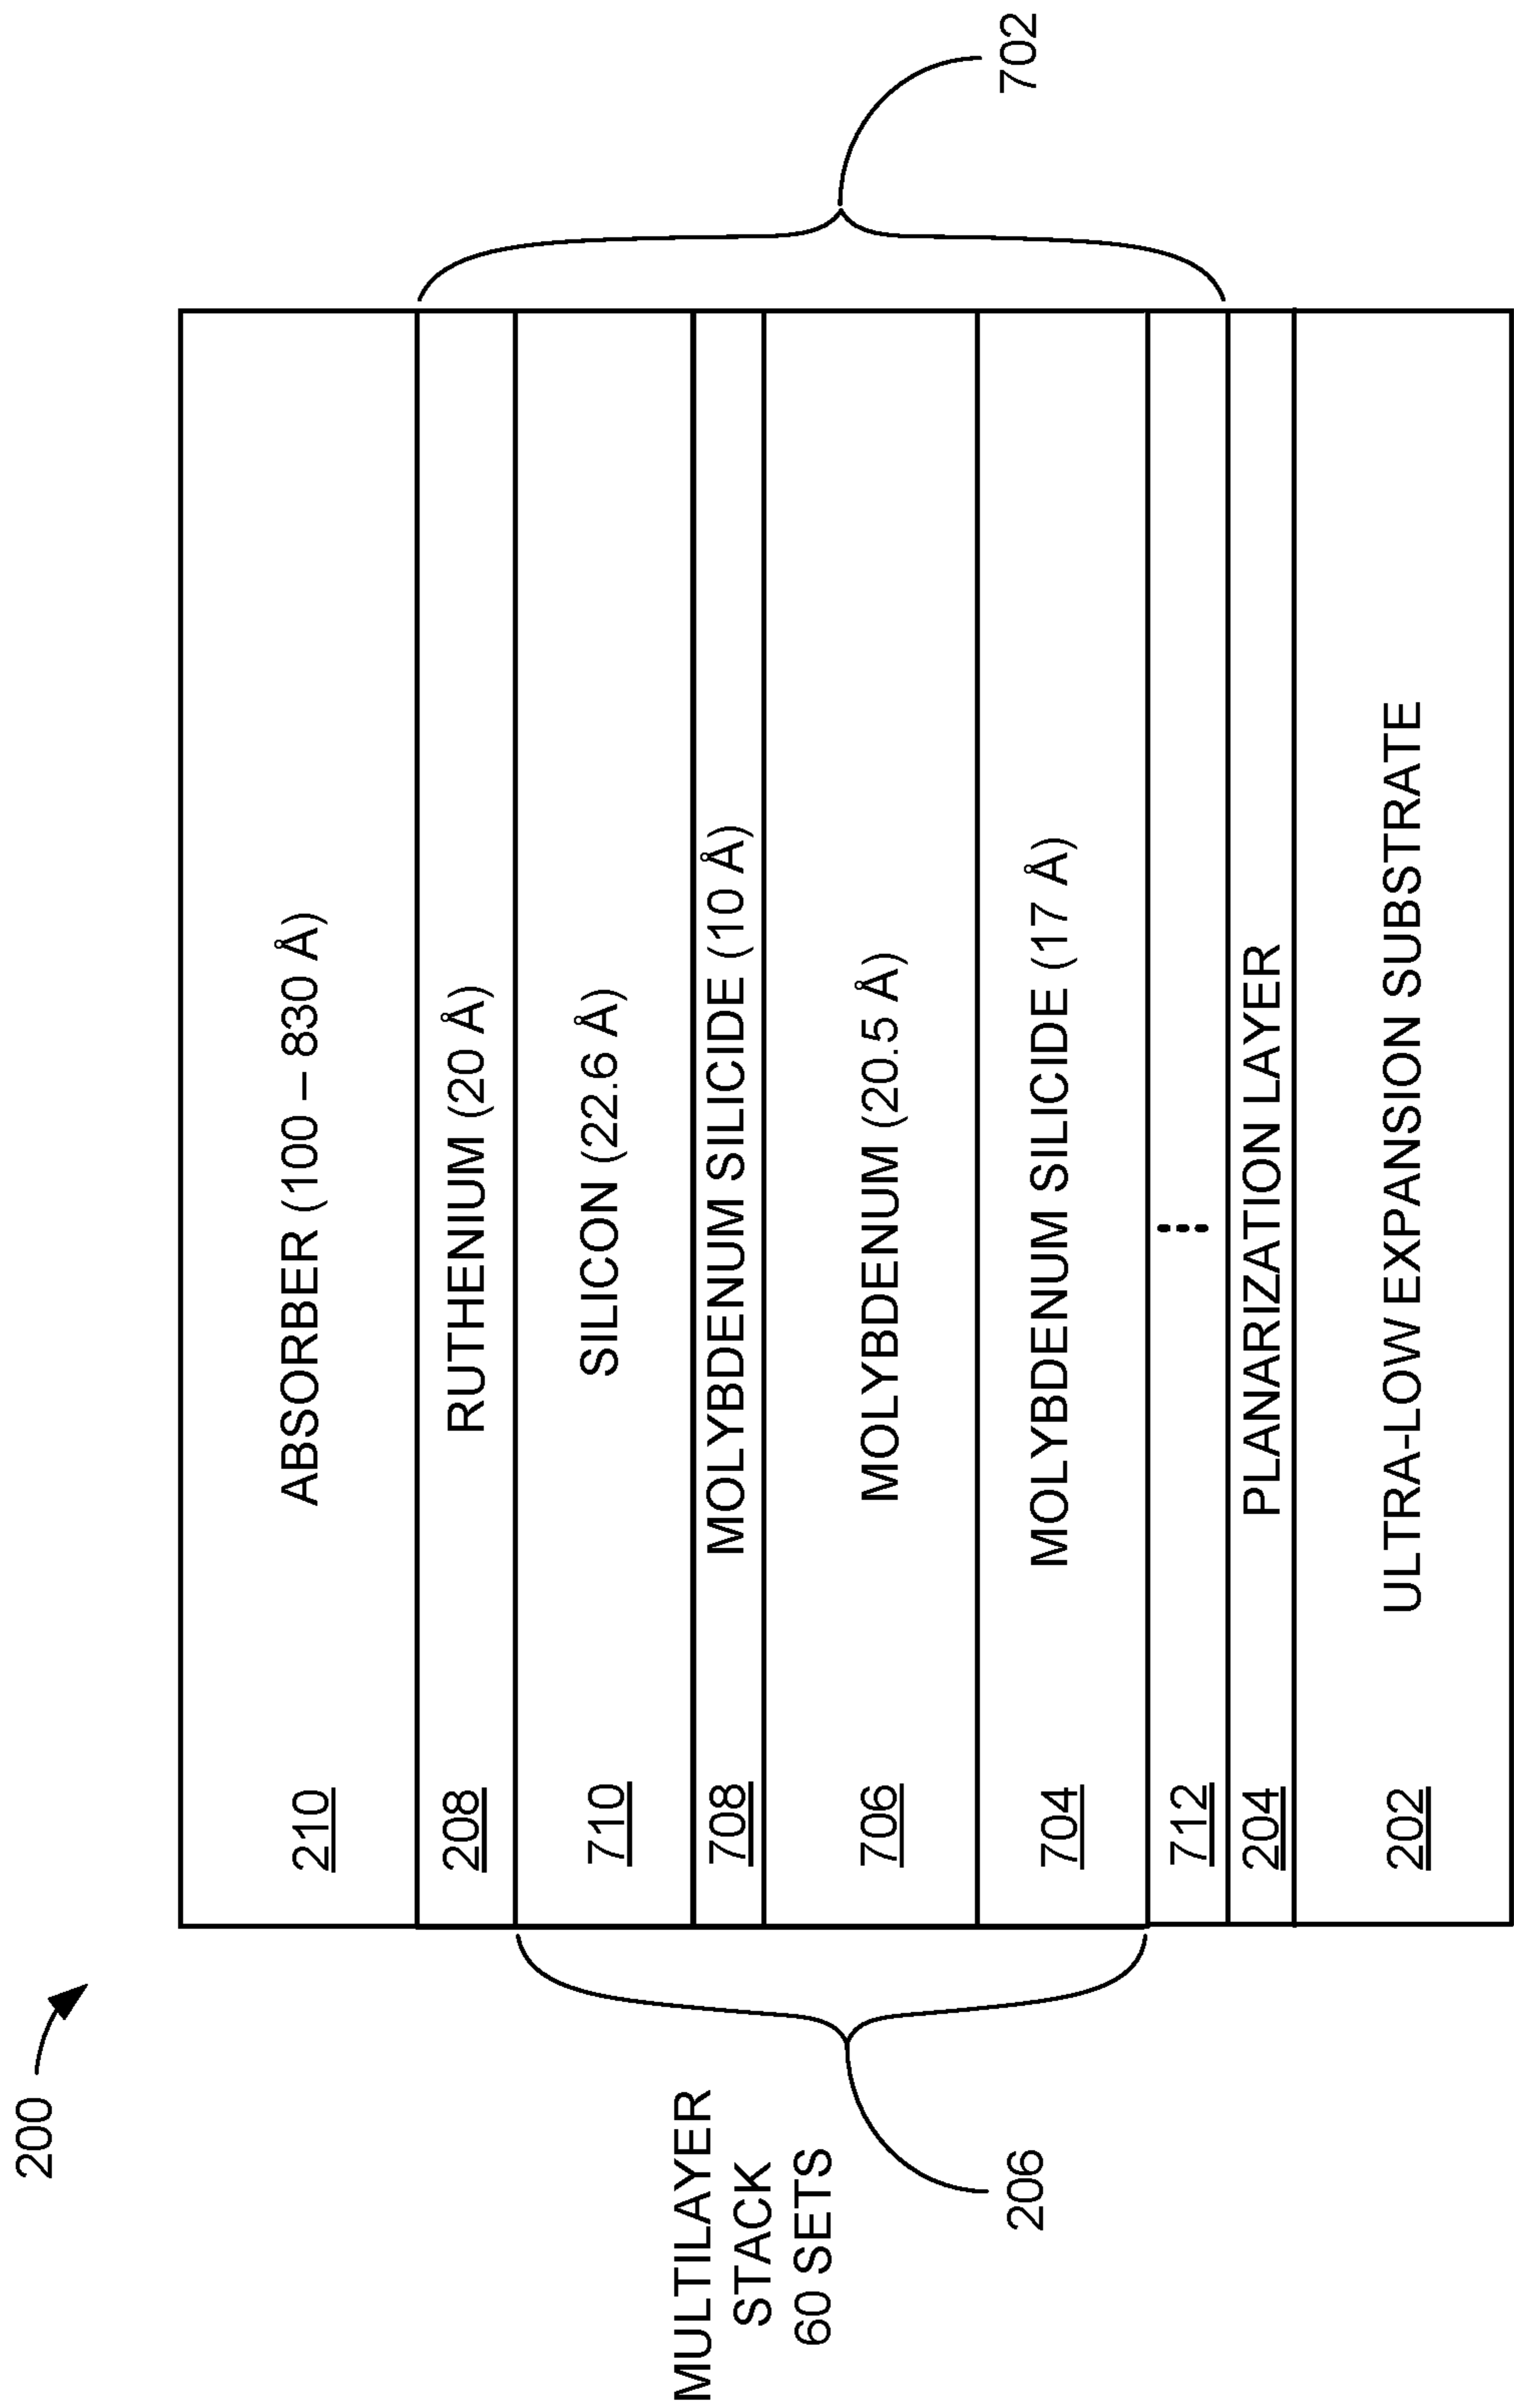 200
210 ABSORBER (100 – 830 Å)
208 RUTHENIUM (20 Å)
710 SILICON (22.6 Å)
708 MOLYBDENUM SILICIDE (10 Å)
706 MOLYBDENUM (20.5 Å)
704 MOLYBDENUM SILICIDE (17 Å)
712
204 PLANARIZATION LAYER
202 ULTRA-LOW EXPANSION SUBSTRATE
MULTILAYER
STACK
60 SETS
206
702